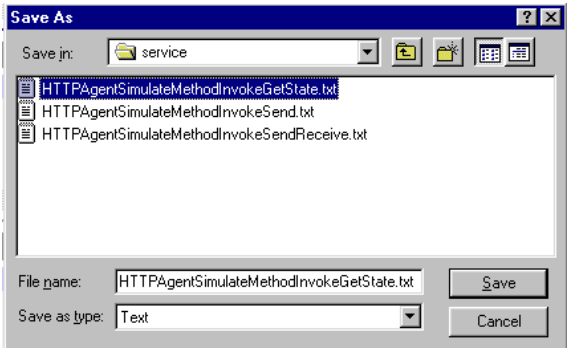 Save As
Save in: service
HTTPAgentSimulateMethodInvokeGetState.txt
HTTPAgentSimulateMethodInvokeSend.txt
HTTPAgentSimulateMethodInvokeSendReceive.txt
File name: HTTPAgentSimulateMethodInvokeGetState.txt Save
Save as type: Text Cancel